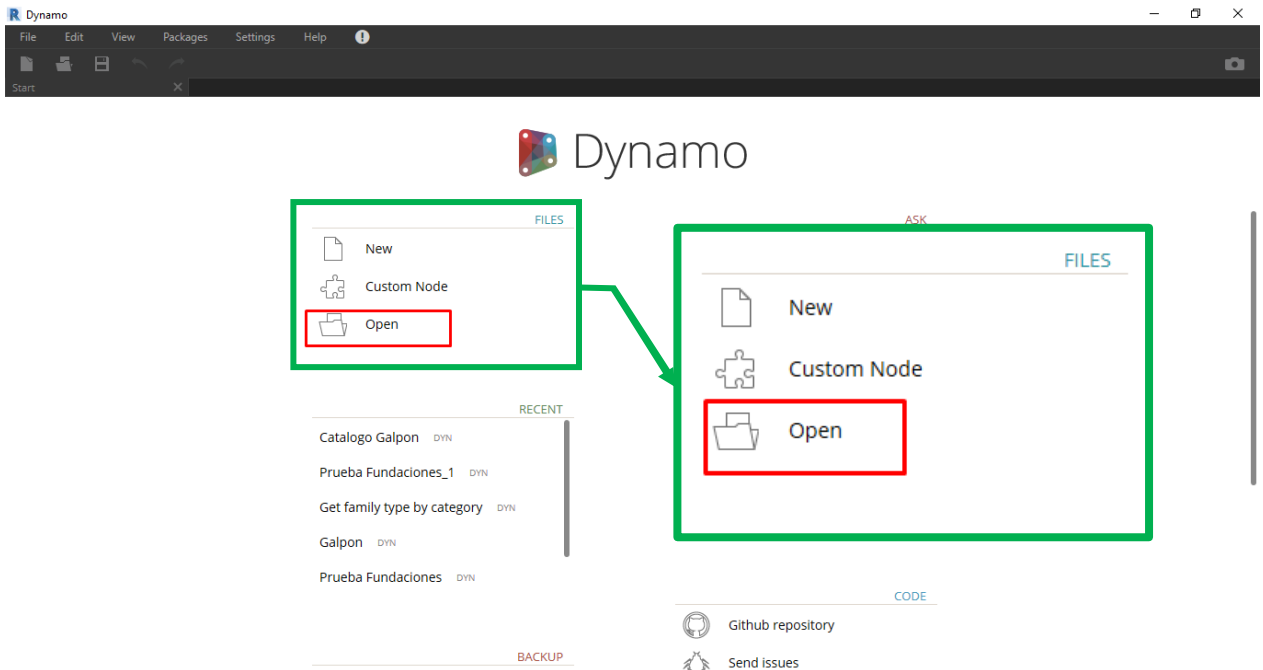 Dynamo
File Edit View Packages Settings Help
Start
Dynamo
FILES
New
Custom Node
Open
RECENT
Catalogo Galpon DYN
Prueba Fundaciones_1 DYN
Get family type by category DYN
Galpon DYN
Prueba Fundaciones DYN
BACKUP
ASK
FILES
New
Custom Node
Open
CODE
Github repository
Send issues